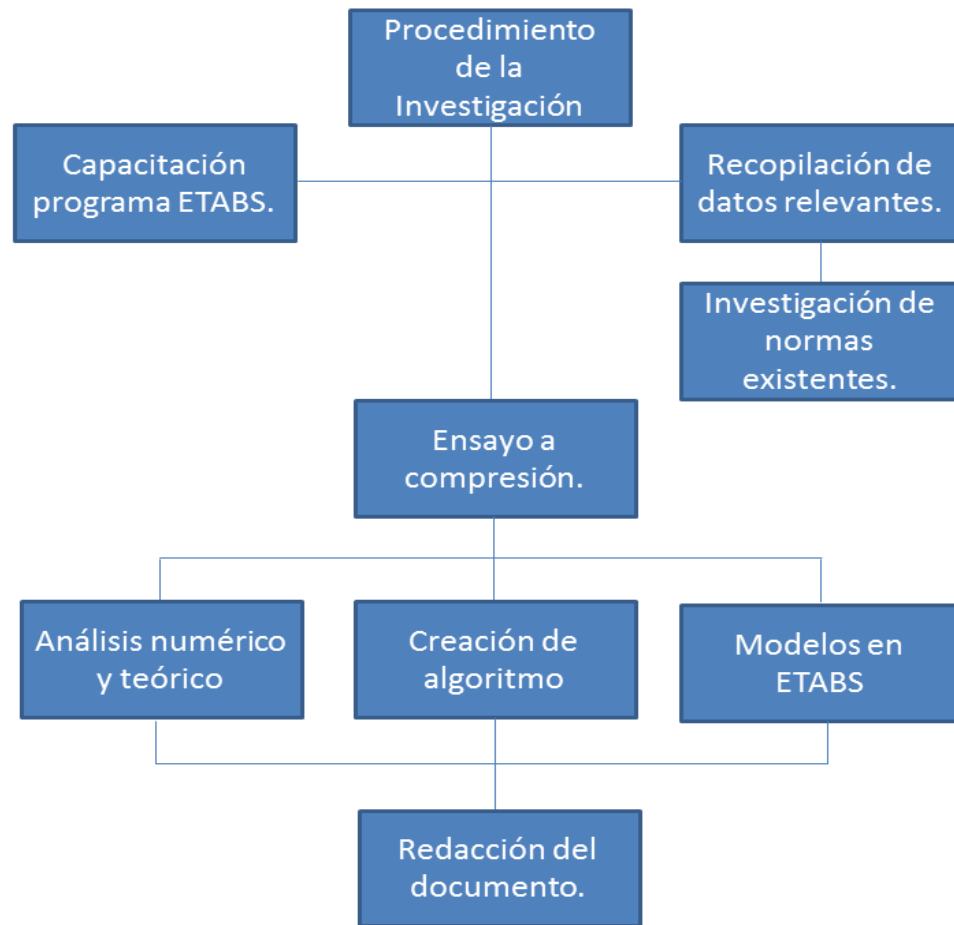 Procedimiento
de la
Investigación
Capacitación
programa ETABS.
Recopilación de
datos relevantes.
Investigación de
normas
existentes.
Ensayo a
compresión.
Análisis numérico
y teórico
Creación de
algoritmo
Modelos en
ETABS
Redacción del
documento.